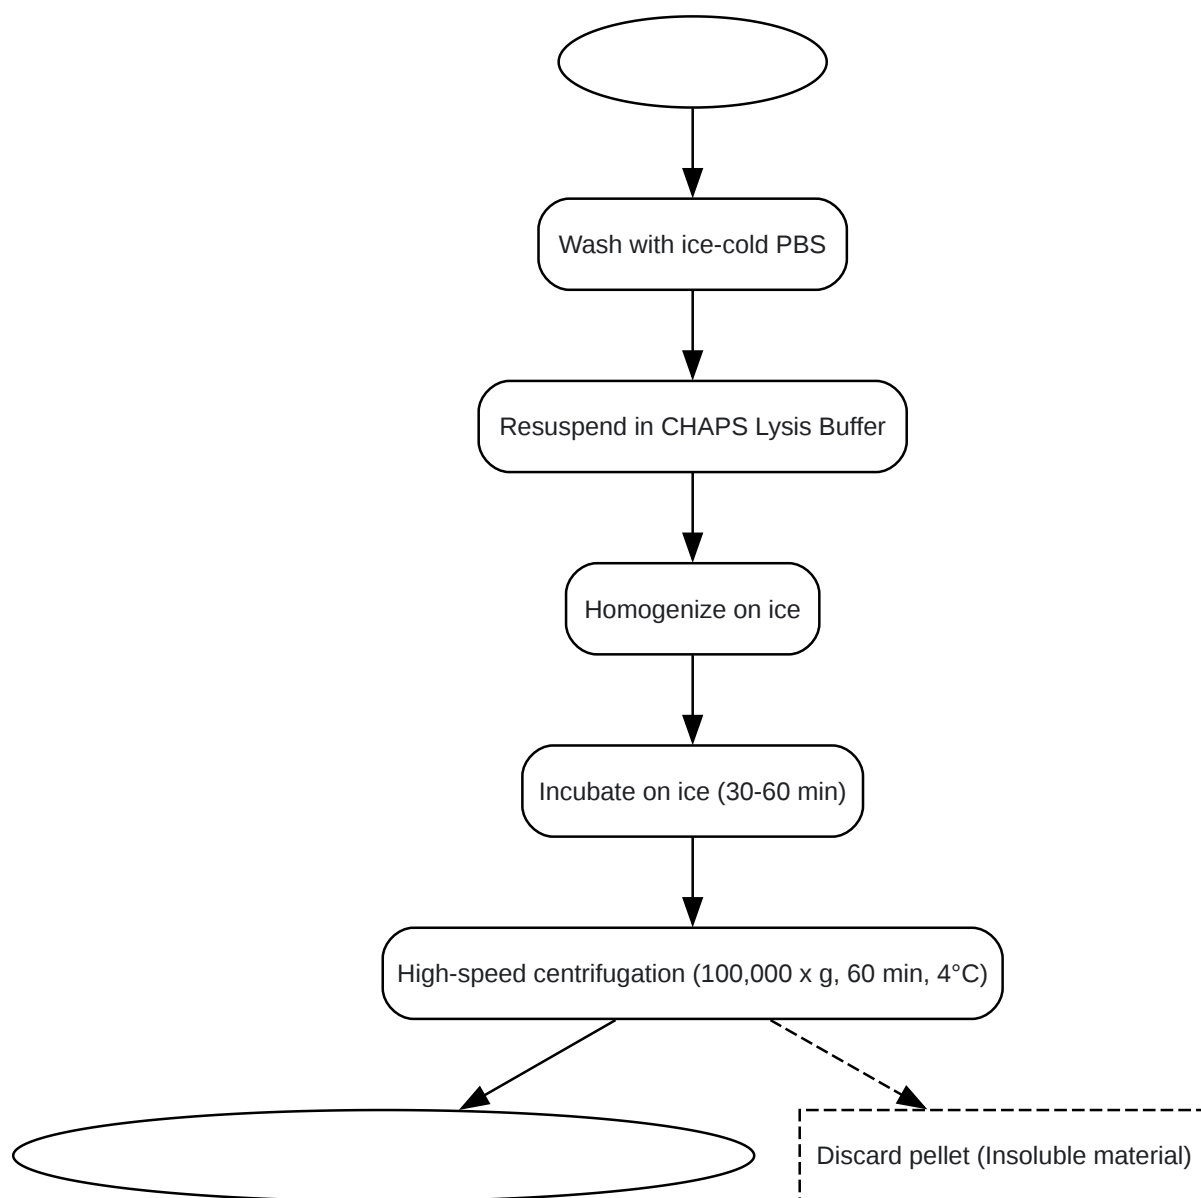 Wash with ice-cold PBS
Resuspend in CHAPS Lysis Buffer
Homogenize on ice
Incubate on ice (30-60 min)
High-speed centrifugation (100,000 x g, 60 min, 4°C)
Discard pellet (Insoluble material)